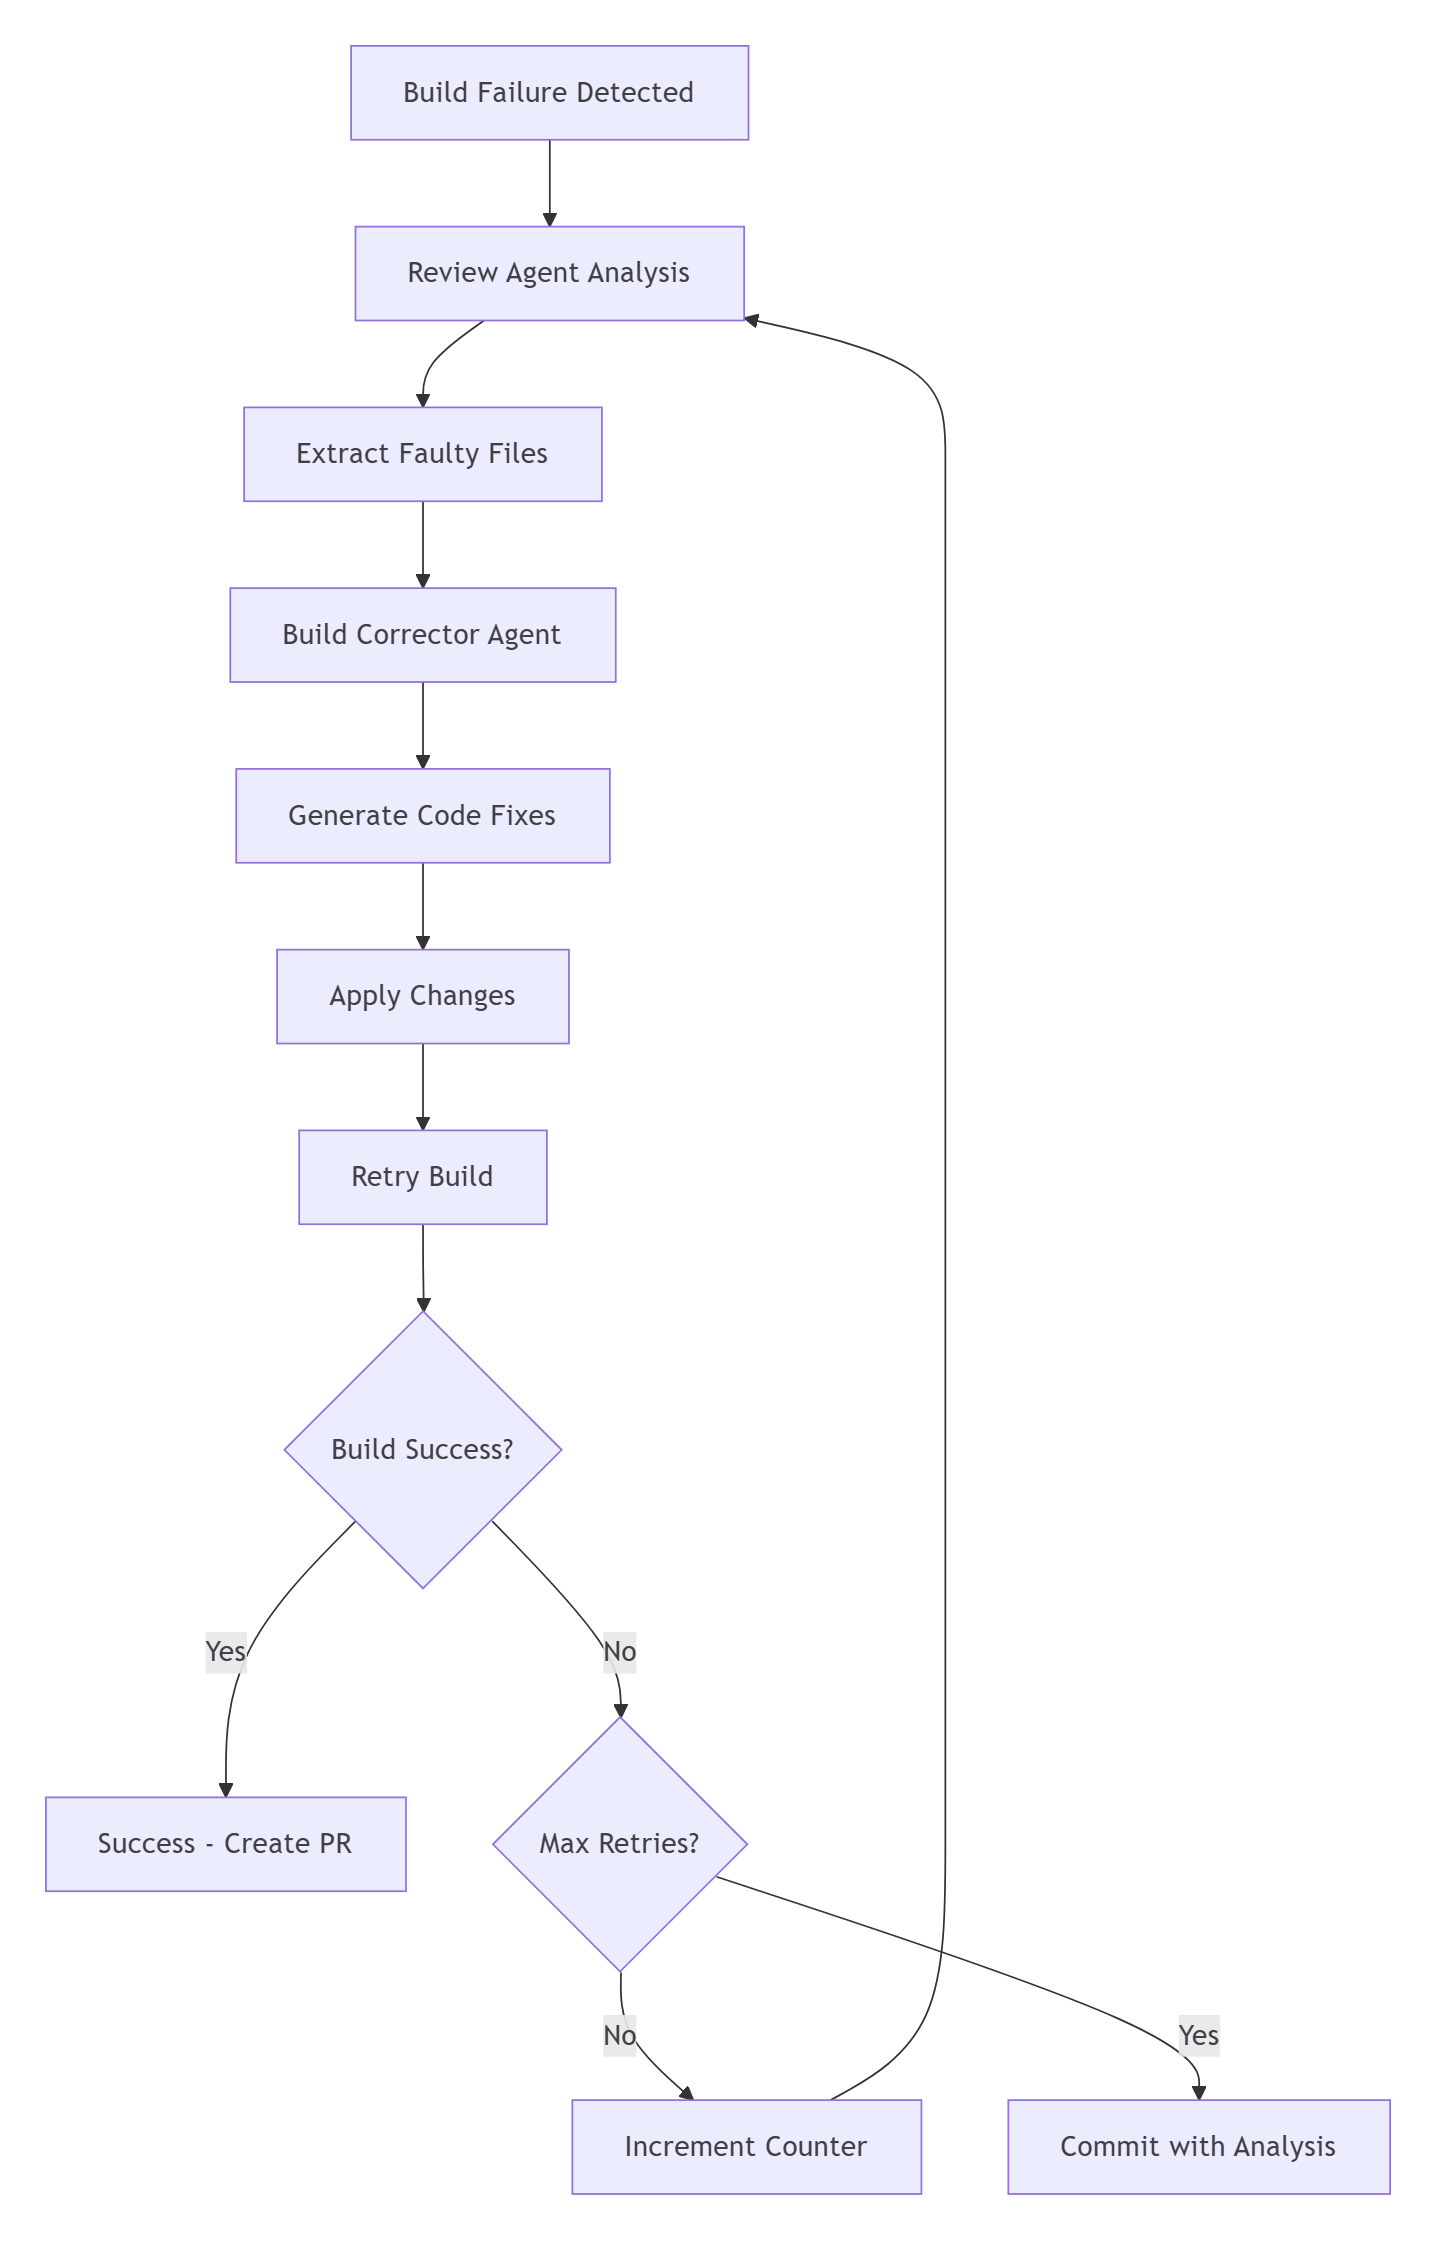 Build Failure Detected
Review Agent Analysis
Extract Faulty Files
Build Corrector Agent
Generate Code Fixes
Apply Changes
Retry Build
Build Success?
Yes
No
Success - Create PR
Max Retries?
No
Yes
Increment Counter
Commit with Analysis